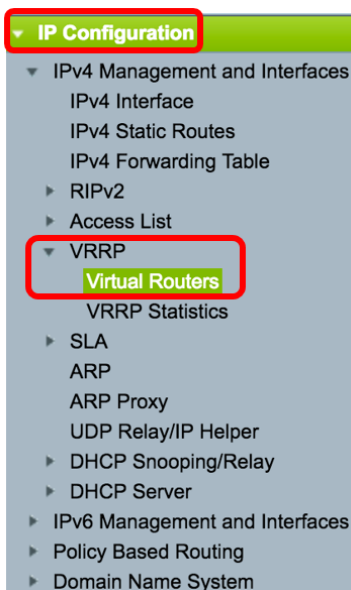 IP Configuration
IPv4 Management and Interfaces
IPv4 Interface
IPv4 Static Routes
IPv4 Forwarding Table
RIPv2
Access List
VRRP
Virtual Routers
VRRP Statistics
SLA
ARP
ARP Proxy
UDP Relay/IP Helper
DHCP Snooping/Relay
DHCP Server
IPv6 Management and Interfaces
Policy Based Routing
Domain Name System